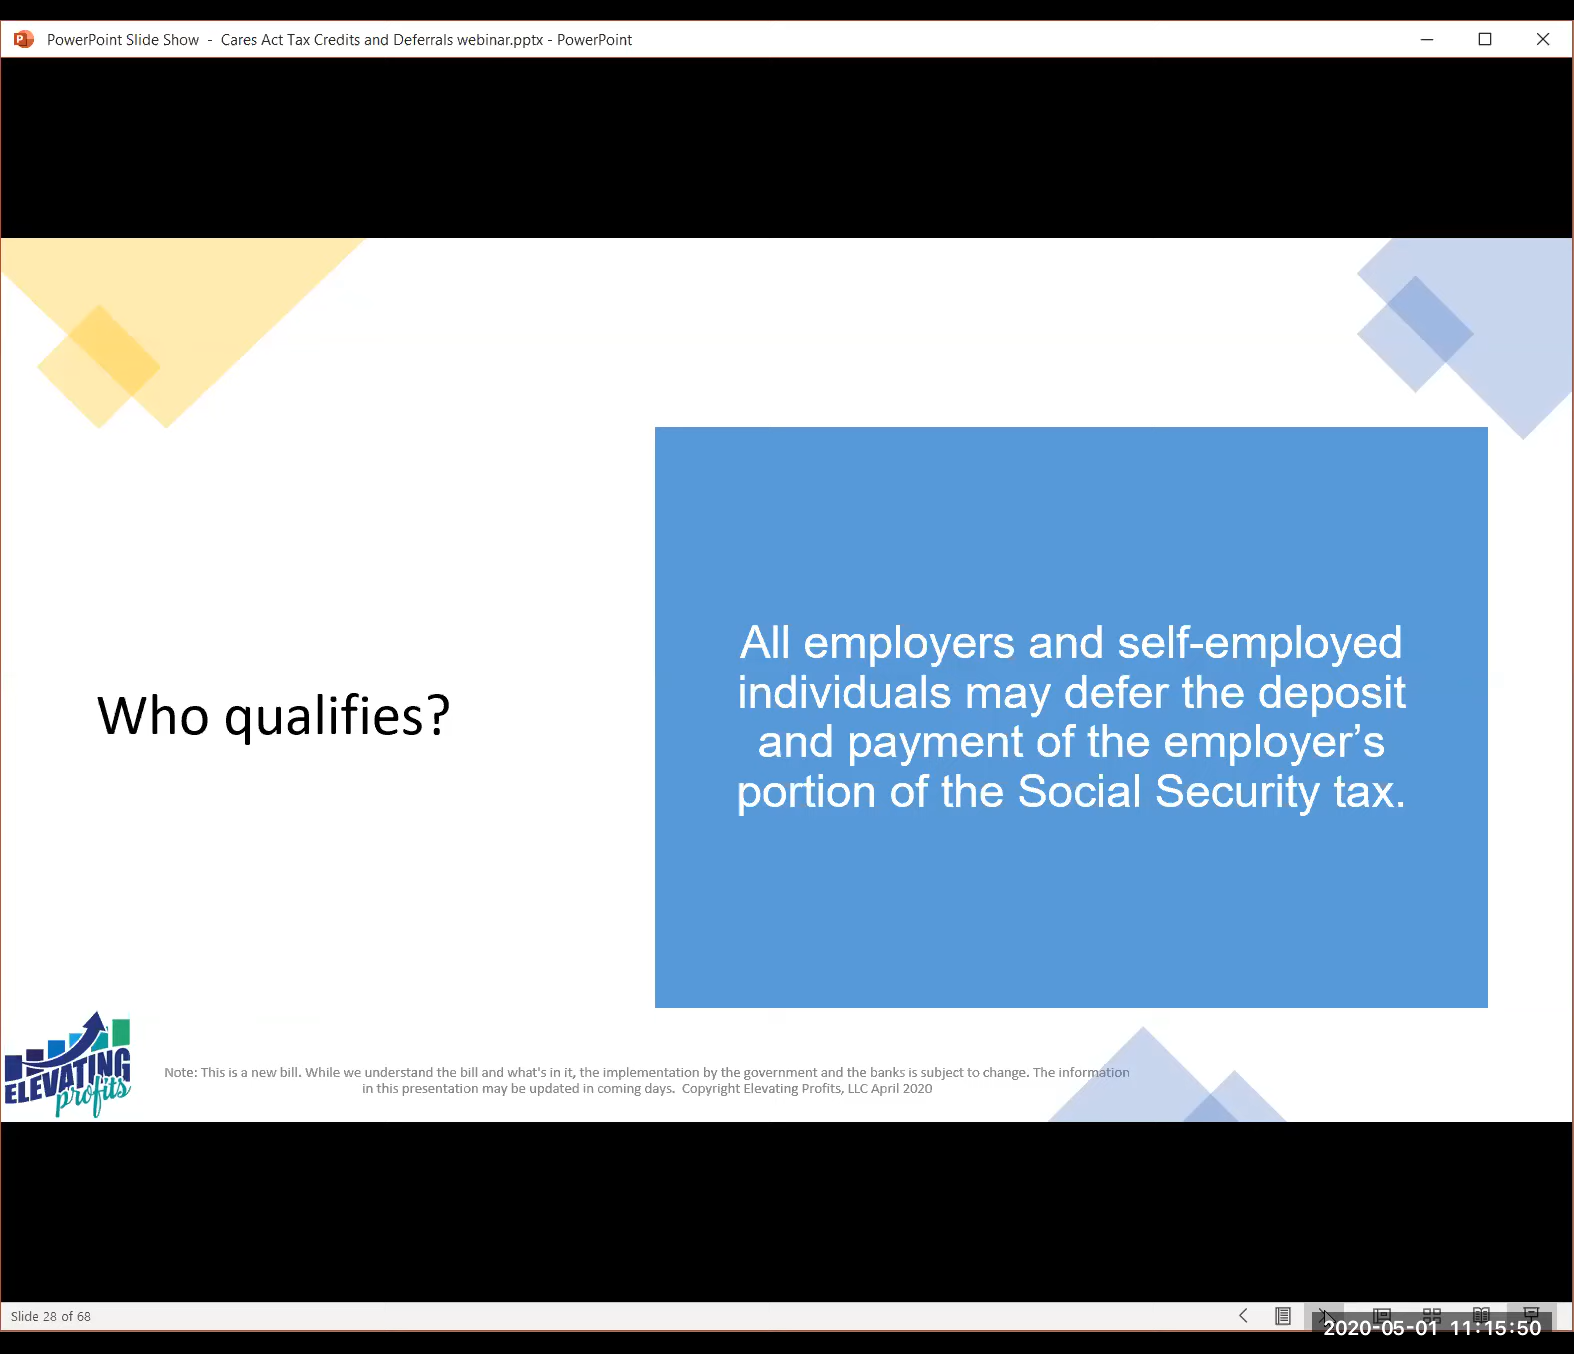 PowerPoint Slide Show - Cares Act Tax Credits and Deferrals webinar.pptx - PowerPoint
Who qualifies?
All employers and self-employed
individuals may defer the deposit
and payment of the employer’s
portion of the Social Security tax.
ELEVATING
profits
Note: This is a new bill. While we understand the bill and what's in it, the implementation by the government and the banks is subject to change. The information
in this presentation may be updated in coming days. Copyright Elevating Profits, LLC April 2020
Slide 28 of 68
2020-05-01 11:15:50